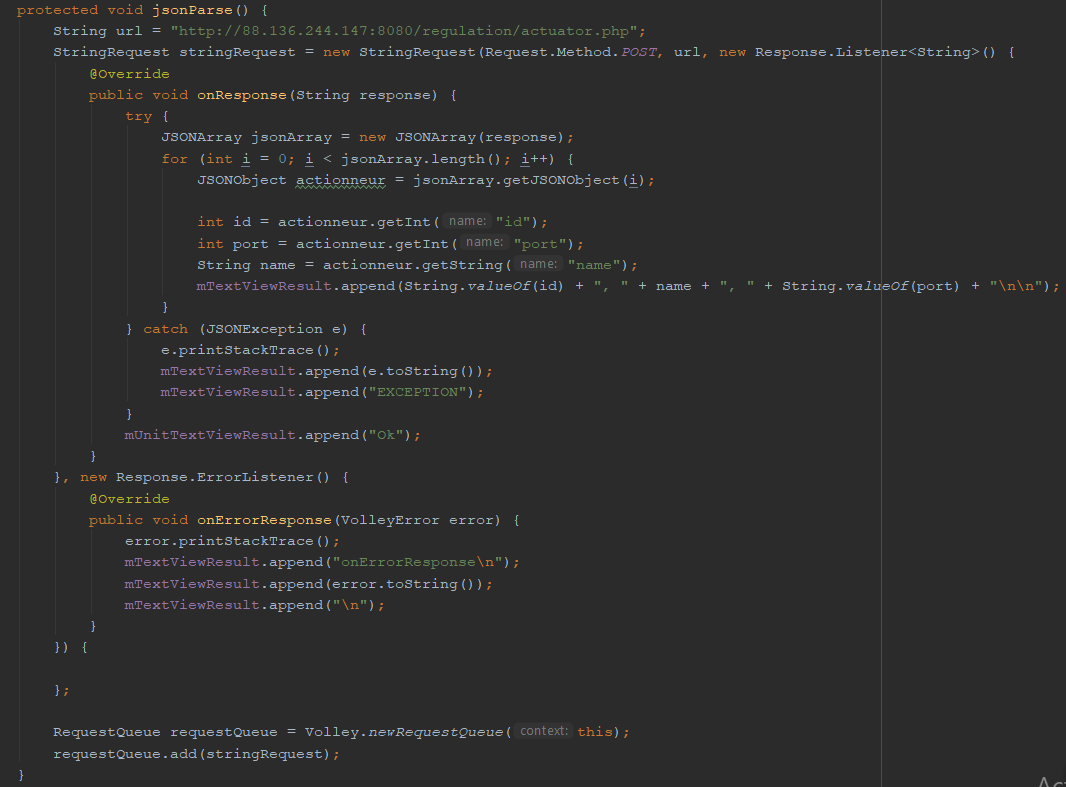 protected void jsonParse() {
    String url = "http://88.136.244.147:8080/regulation/actuator.php";
    StringRequest stringRequest = new StringRequest(Request.Method.POST, url, new Response.Listener<String>() {
        @Override
        public void onResponse(String response) {
            try {
                JSONArray jsonArray = new JSONArray(response);
                for (int i = 0; i < jsonArray.length(); i++) {
                    JSONObject actionneur = jsonArray.getJSONObject(i);

                    int id = actionneur.getInt( name: "id");
                    int port = actionneur.getInt( name: "port");
                    String name = actionneur.getString( name: "name");
                    mTextViewResult.append(String.valueOf(id) + ", " + name + ", " + String.valueOf(port) + "\n\n");
                }
            } catch (JSONException e) {
                e.printStackTrace();
                mTextViewResult.append(e.toString());
                mTextViewResult.append("EXCEPTION");
            }
            mUnitTextViewResult.append("Ok");
        }
    }, new Response.ErrorListener() {
        @Override
        public void onErrorResponse(VolleyError error) {
            error.printStackTrace();
            mTextViewResult.append("onErrorResponse\n");
            mTextViewResult.append(error.toString());
            mTextViewResult.append("\n");
        }
    }) {

    };

    RequestQueue requestQueue = Volley.newRequestQueue( context: this);
    requestQueue.add(stringRequest);
}